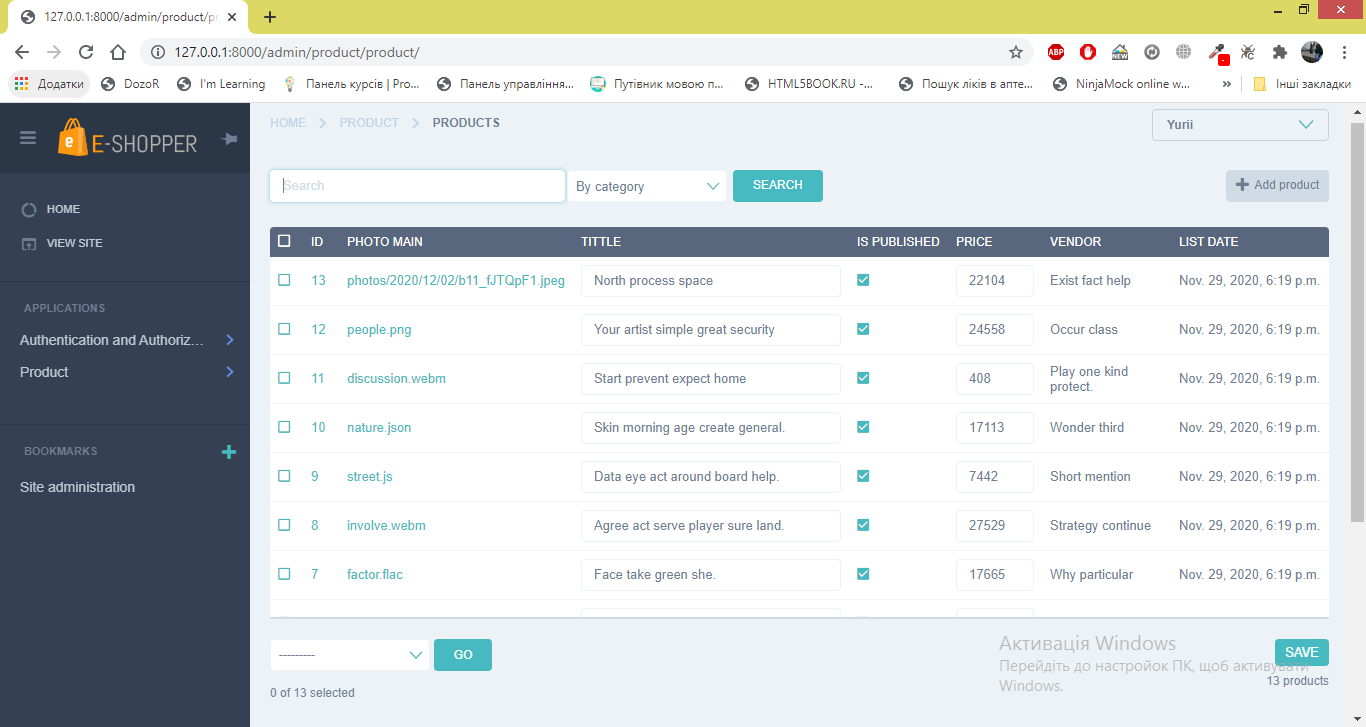 127.0.0.1:8000/admin/product/pr
127.0.0.1:8000/admin/product/product/
ABP
NEW
Додатки
DozoR
I'm Learning
Панель курсів | Pro...
Панель управління...
Путівник мовою п...
HTML5BOOK.RU -...
Пошук ліків в апте...
NinjaMock online w...
»
Інші закладки
E-SHOPPER
HOME
VIEW SITE
APPLICATIONS
Authentication and Authoriz...
Product
BOOKMARKS
Site administration
HOME > PRODUCT > PRODUCTS
Yurii
Search
By category
SEARCH
Add product
ID PHOTO MAIN TITTLE IS PUBLISHED PRICE VENDOR LIST DATE
13 photos/2020/12/02/b11_fJTQpF1.jpeg North process space 22104 Exist fact help Nov. 29, 2020, 6:19 p.m.
12 people.png Your artist simple great security 24558 Occur class Nov. 29, 2020, 6:19 p.m.
11 discussion.webm Start prevent expect home 408 Play one kind protect. Nov. 29, 2020, 6:19 p.m.
10 nature.json Skin morning age create general. 17113 Wonder third Nov. 29, 2020, 6:19 p.m.
9 street.js Data eye act around board help. 7442 Short mention Nov. 29, 2020, 6:19 p.m.
8 involve.webm Agree act serve player sure land. 27529 Strategy continue Nov. 29, 2020, 6:19 p.m.
7 factor.flac Face take green she. 17665 Why particular Nov. 29, 2020, 6:19 p.m.
---------
GO
0 of 13 selected
Активація Windows
Перейдіть до настройок ПК, щоб активувати
Windows.
SAVE
13 products